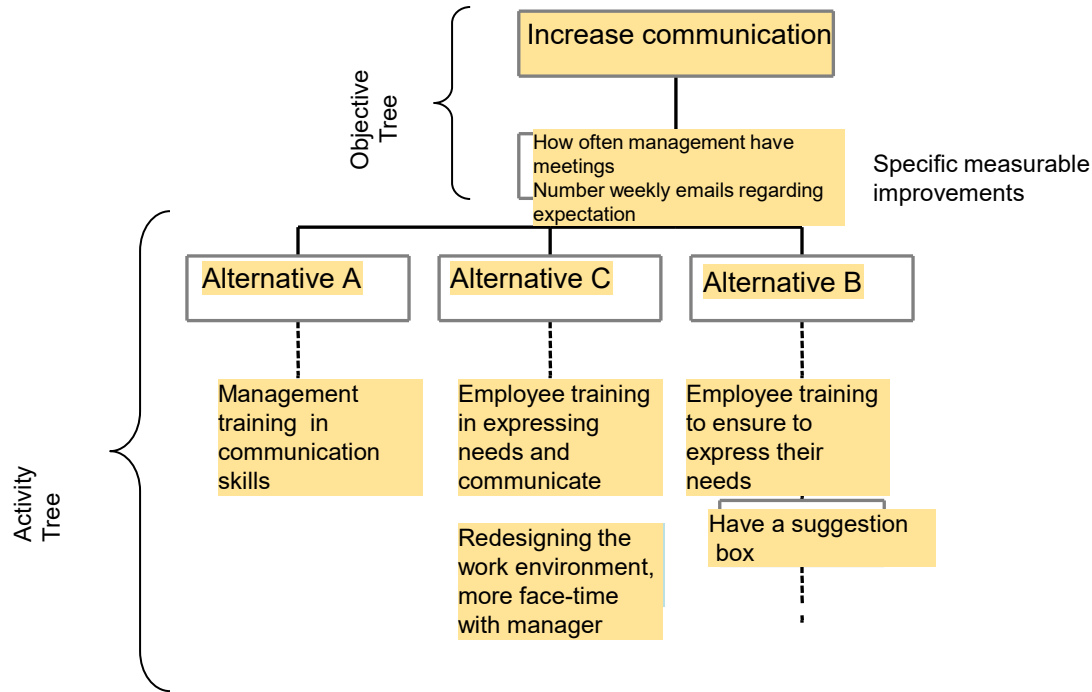 Increase communication
Objective
Tree
How often management have
meetings
Number weekly emails regarding
expectation
Specific measurable
improvements
Activity
Tree
Alternative A
Alternative C
Alternative B
Management
training in
communication
skills
Employee training
in expressing
needs and
communicate
Employee training
to ensure to
express their
needs
Have a suggestion
box
Redesigning the
work environment,
more face-time
with manager